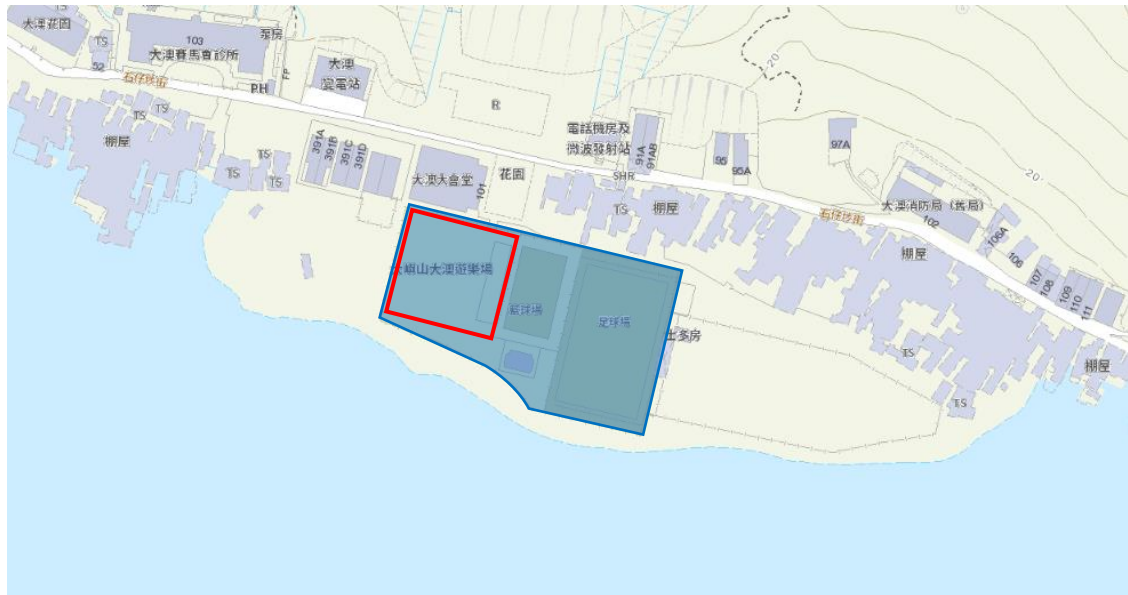 TS
大澳花園
TS
52
103
大澳賽馬會診所
泵房
FP
PH
石仔埗街
大澳
變電站
R
TS
TS
棚屋
TS
TS
TS
391A
391B
391C
391D
大澳大會堂
101
花園
電話機房及
微波發射站
SHR
91A
91AB
95
95A
97A
20
20
TS
棚屋
石仔埗街
大澳消防局（舊局）
102
106A
106
107
108
109
110
111
棚屋
大嶼山大澳遊樂場
籃球場
足球場
士多房
TS
棚屋
TS